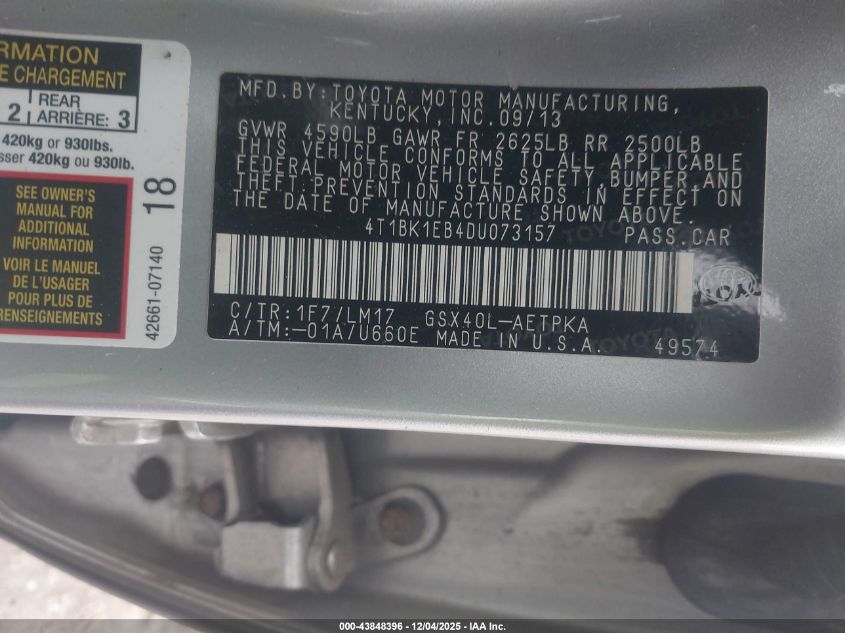 RMATION
E CHARGEMENT
2 REAR ARRIÈRE: 3
420kg or 930lbs.
sser 420kg ou 930lb.
SEE OWNER'S
MANUAL FOR
ADDITIONAL
INFORMATION
VOIR LE MANUEL
DE L'USAGER
POUR PLUS DE
RENSEIGNEMENTS
18
42661-07140
MFD. BY: TOYOTA MOTOR MANUFACTURING,
KENTUCKY, INC. 09/13
GVWR 4590LB GAWR FR 2625LB RR 2500LB
THIS VEHICLE CONFORMS TO ALL APPLICABLE
FEDERAL MOTOR VEHICLE SAFETY, BUMPER, AND
THEFT PREVENTION STANDARDS IN EFFECT ON
THE DATE OF MANUFACTURE SHOWN ABOVE.
4T1BK1EB4DU073157 PASS. CAR
C/TR: 1F7/LM17 GSX40L-AETPKA
A/TM:-01A/U660E MADE IN U.S.A. 49574
000-43848396 - 12/04/2025 - IAA Inc.